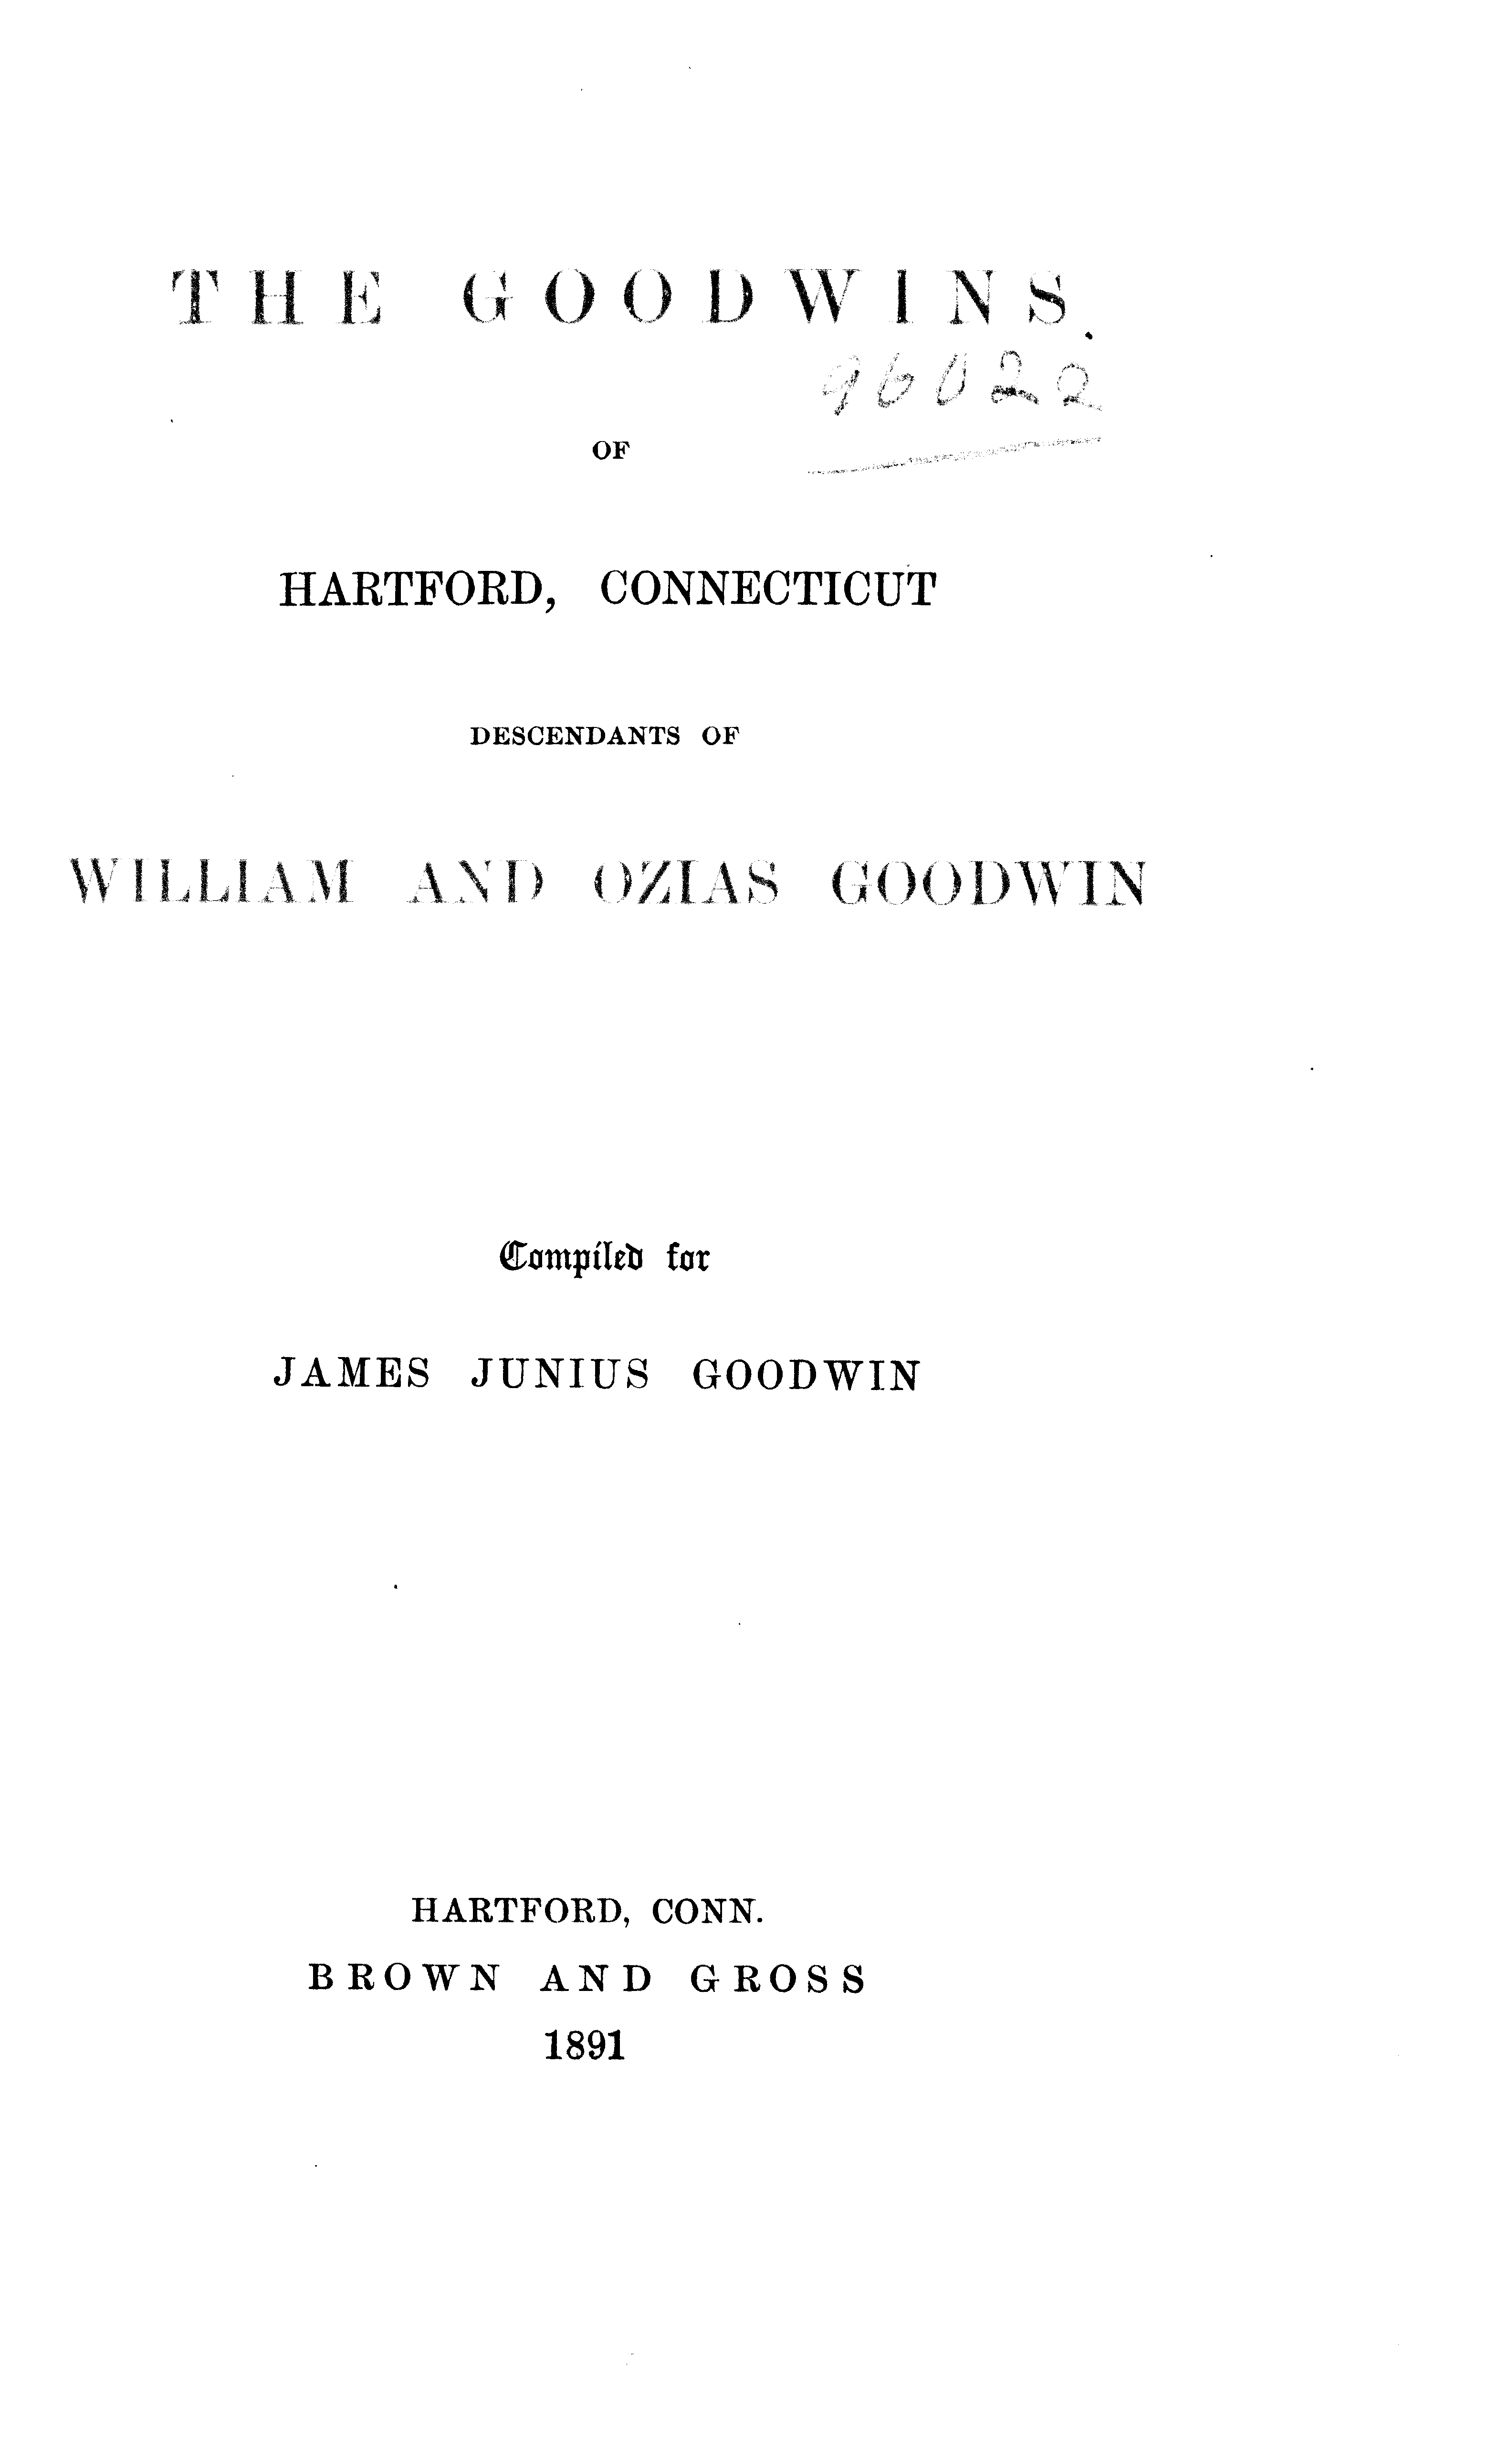 THE GOODWINS
96022
OF
HARTFORD, CONNECTICUT
DESCENDANTS OF
WILLIAM AND OZIAS GOODWIN
Compiled for
JAMES JUNIUS GOODWIN
HARTFORD, CONN.
BROWN AND GROSS
1891